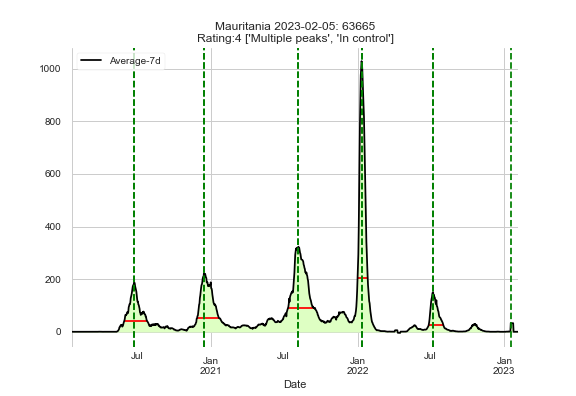 Mauritania 2023-02-05: 63665
Rating:4 ['Multiple peaks', 'In control']
Average-7d
1000
800
600
400
200
0
Jul
Jan
2021
Jul
Jan
2022
Jul
Jan
2023
Date